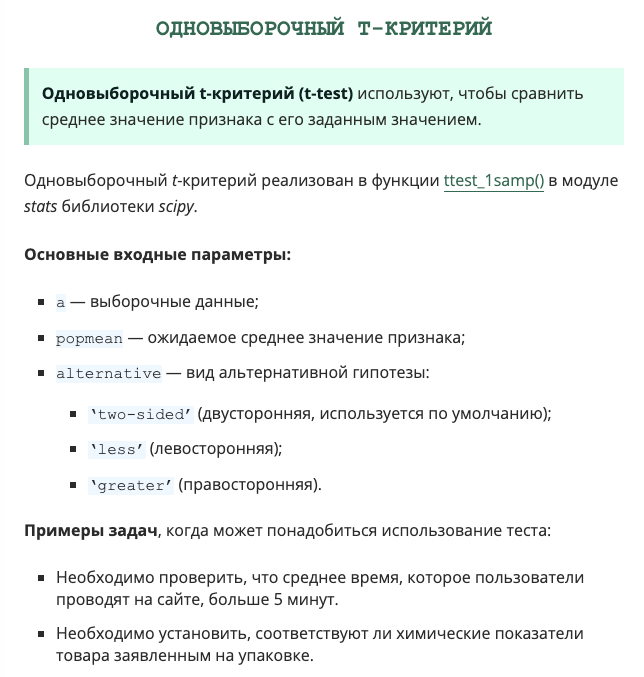 ОДНОВЫБОРОЧНЫЙ T-КРИТЕРИЙ
Одновыборочный t-критерий (t-test) используют, чтобы сравнить
среднее значение признака с его заданным значением.
Одновыборочный t-критерий реализован в функции ttest_1samp() в модуле
stats библиотеки scipy.
Основные входные параметры:
▪ a — выборочные данные;
▪ popmean — ожидаемое среднее значение признака;
▪ alternative — вид альтернативной гипотезы:
▪ ‘two-sided’ (двусторонняя, используется по умолчанию);
▪ ‘less’ (левосторонняя);
▪ ‘greater’ (правосторонняя).
Примеры задач, когда может понадобиться использование теста:
▪ Необходимо проверить, что среднее время, которое пользователи
проводят на сайте, больше 5 минут.
▪ Необходимо установить, соответствуют ли химические показатели
товара заявленным на упаковке.